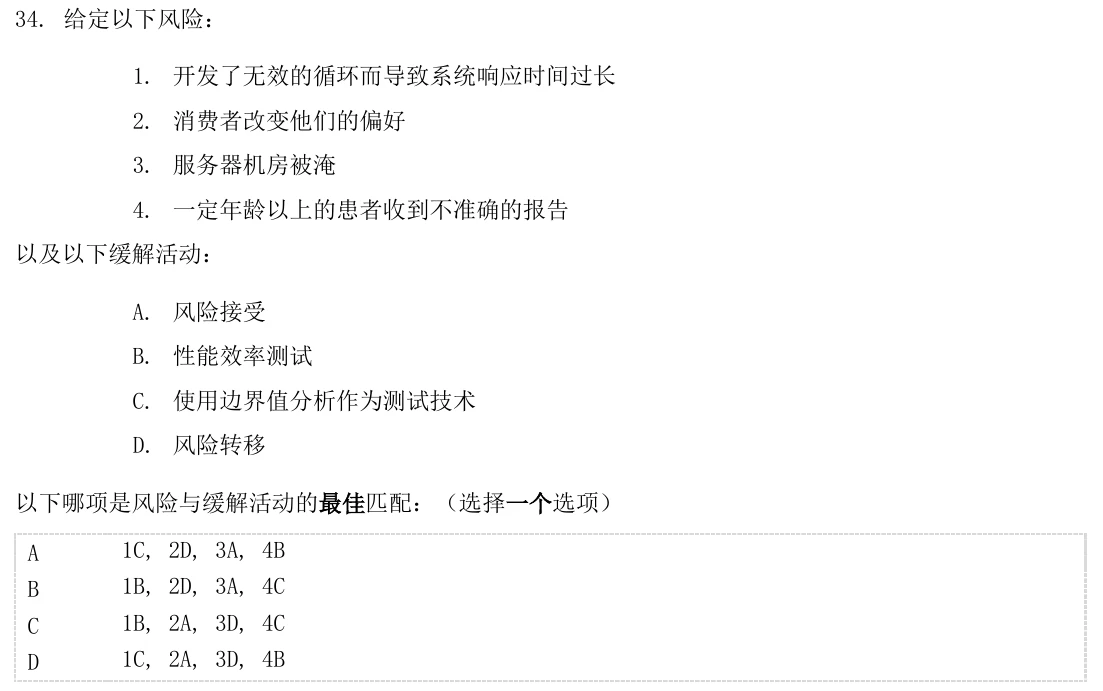 34. 给定以下风险：
1. 开发了无效的循环而导致系统响应时间过长
2. 消费者改变他们的偏好
3. 服务器机房被淹
4. 一定年龄以上的患者收到不准确的报告
以及以下缓解活动：
A. 风险接受
B. 性能效率测试
C. 使用边界值分析作为测试技术
D. 风险转移
以下哪项是风险与缓解活动的最佳匹配：（选择一个选项）
A 1C, 2D, 3A, 4B
B 1B, 2D, 3A, 4C
C 1B, 2A, 3D, 4C
D 1C, 2A, 3D, 4B